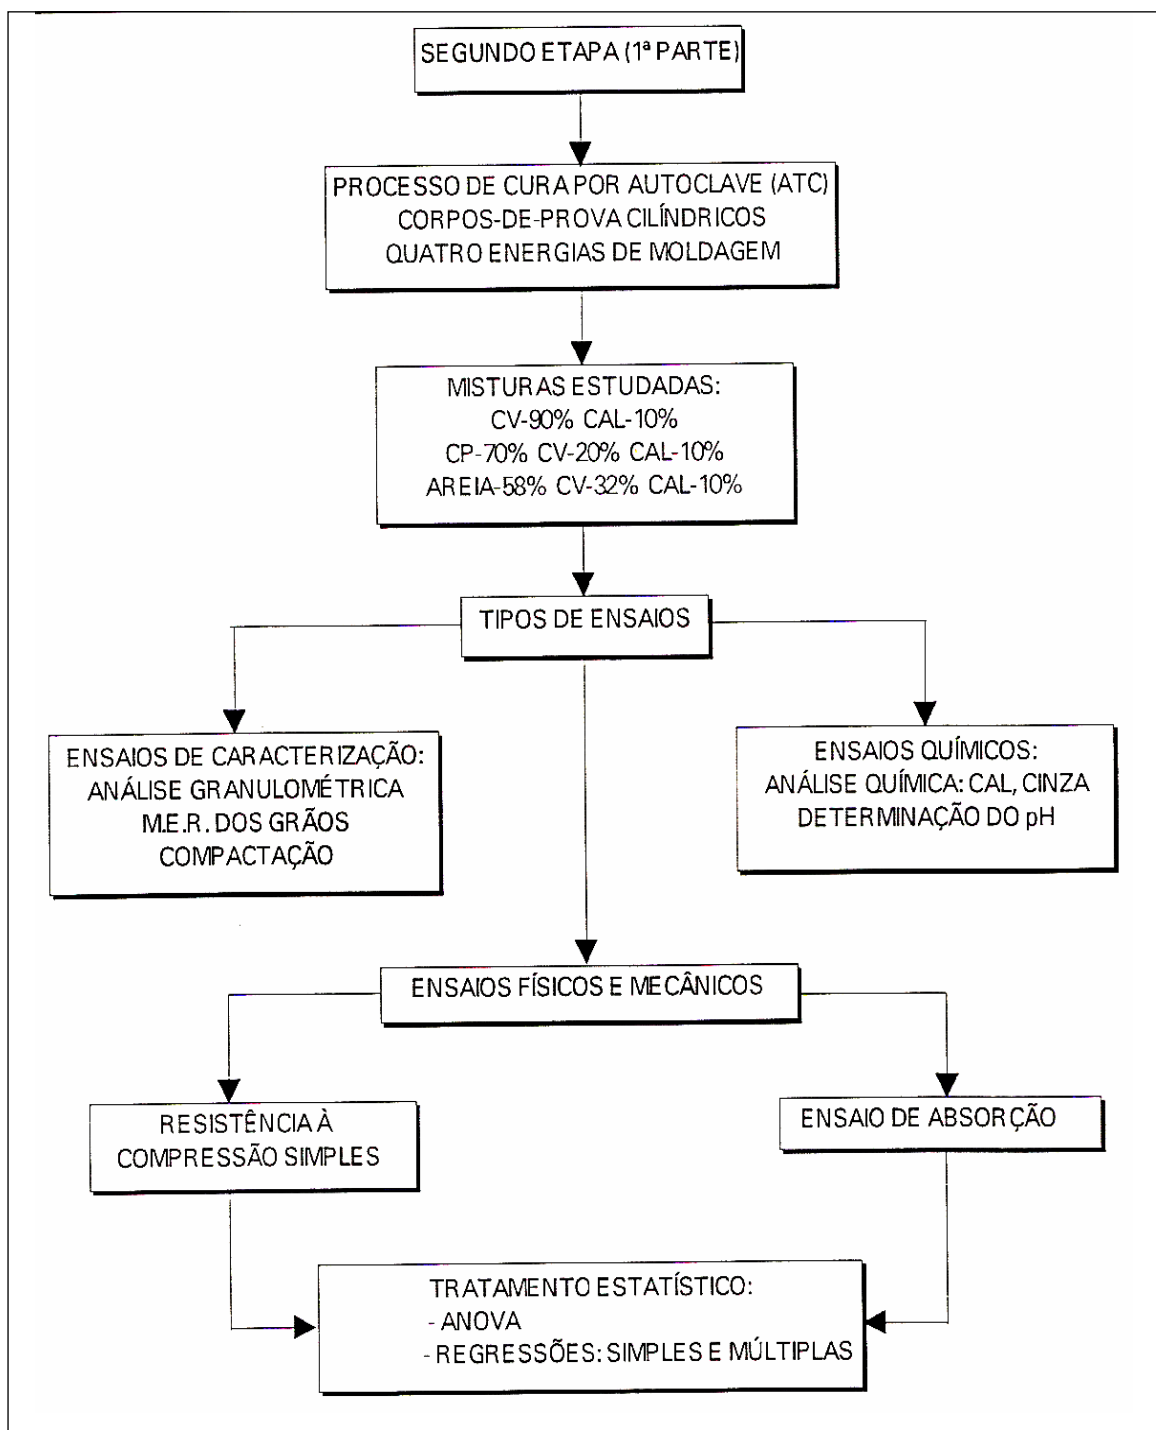 SEGUNDO ETAPA (1ª PARTE)
PROCESSO DE CURA POR AUTOCLAVE (ATC)
CORPOS-DE-PROVA CILÍNDRICOS
QUATRO ENERGIAS DE MOLDAGEM
MISTURAS ESTUDADAS:
CV-90% CAL-10%
CP-70% CV-20% CAL-10%
AREIA-58% CV-32% CAL-10%
TIPOS DE ENSAIOS
ENSAIOS DE CARACTERIZAÇÃO:
ANÁLISE GRANULOMÉTRICA
M.E.R. DOS GRÃOS
COMPACTAÇÃO
ENSAIOS QUÍMICOS:
ANÁLISE QUÍMICA: CAL, CINZA
DETERMINAÇÃO DO pH
ENSAIOS FÍSICOS E MECÂNICOS
RESISTÊNCIA À
COMPRESSÃO SIMPLES
ENSAIO DE ABSORÇÃO
TRATAMENTO ESTATÍSTICO:
- ANOVA
- REGRESSÕES: SIMPLES E MÚLTIPLAS